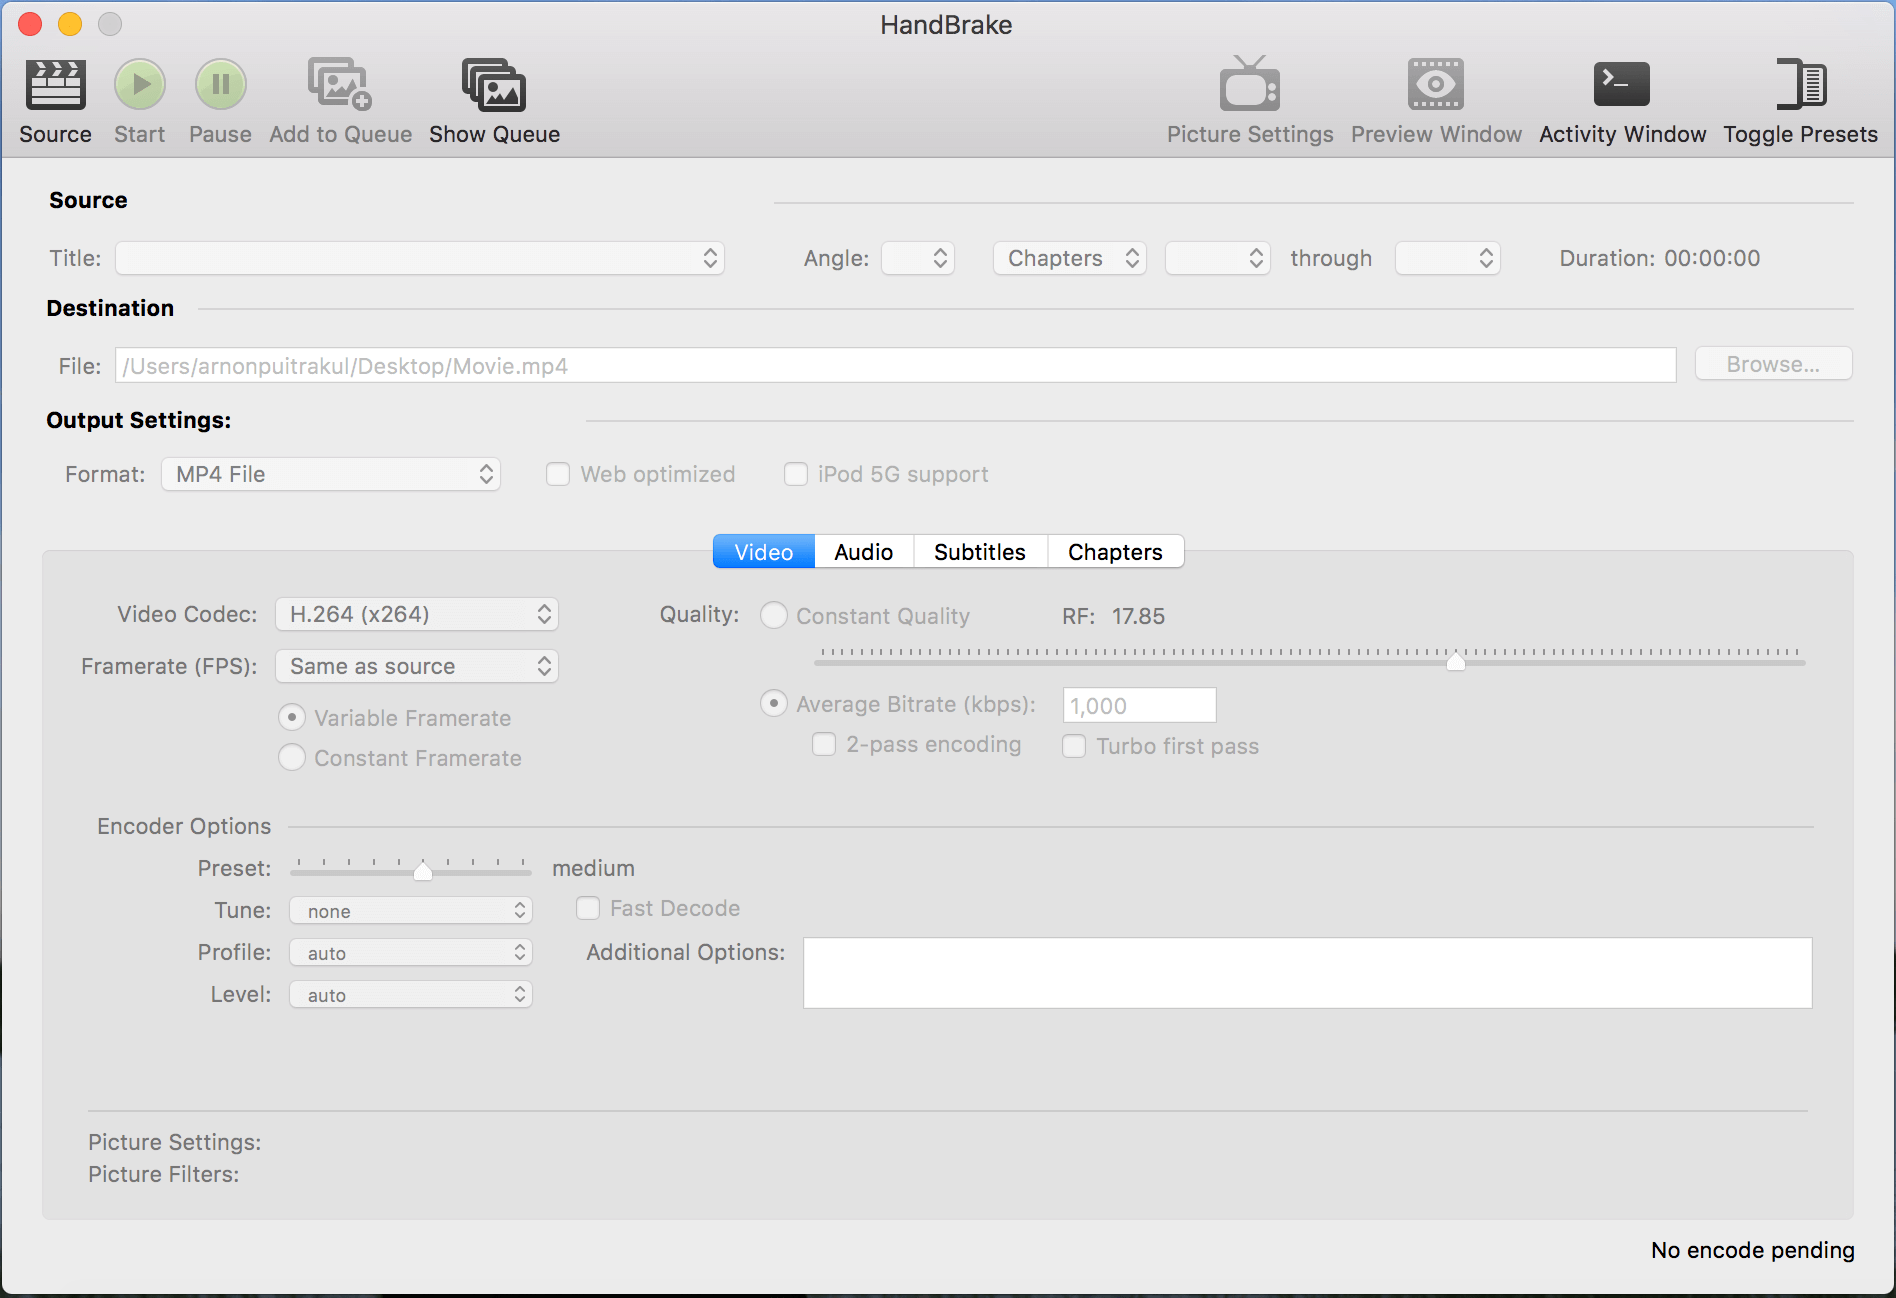 HandBrake
Source Start Pause Add to Queue Show Queue Picture Settings Preview Window Activity Window Toggle Presets
Source
Title: Angle: Chapters through Duration: 00:00:00
Destination
File: /Users/arnonpuitrakul/Desktop/Movie.mp4 Browse...
Output Settings:
Format: MP4 File Web optimized iPod 5G support
Video Audio Subtitles Chapters
Video Codec: H.264 (x264) Quality: Constant Quality RF: 17.85
Framerate (FPS): Same as source
Average Bitrate (kbps): 1,000
Variable Framerate
2-pass encoding Turbo first pass
Constant Framerate
Encoder Options
Preset: medium
Tune: none Fast Decode
Profile: auto Additional Options:
Level: auto
Picture Settings:
Picture Filters:
No encode pending